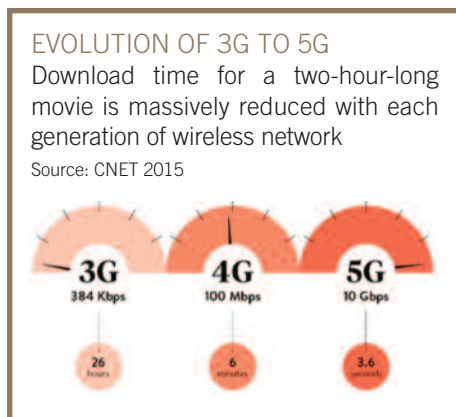 EVOLUTION OF 3G TO 5G
Download time for a two-hour-long
movie is massively reduced with each
generation of wireless network
Source: CNET 2015
3G 4G 5G
384 Kbps 100 Mbps 10 Gbps
26 6 3.6
hours minutes seconds